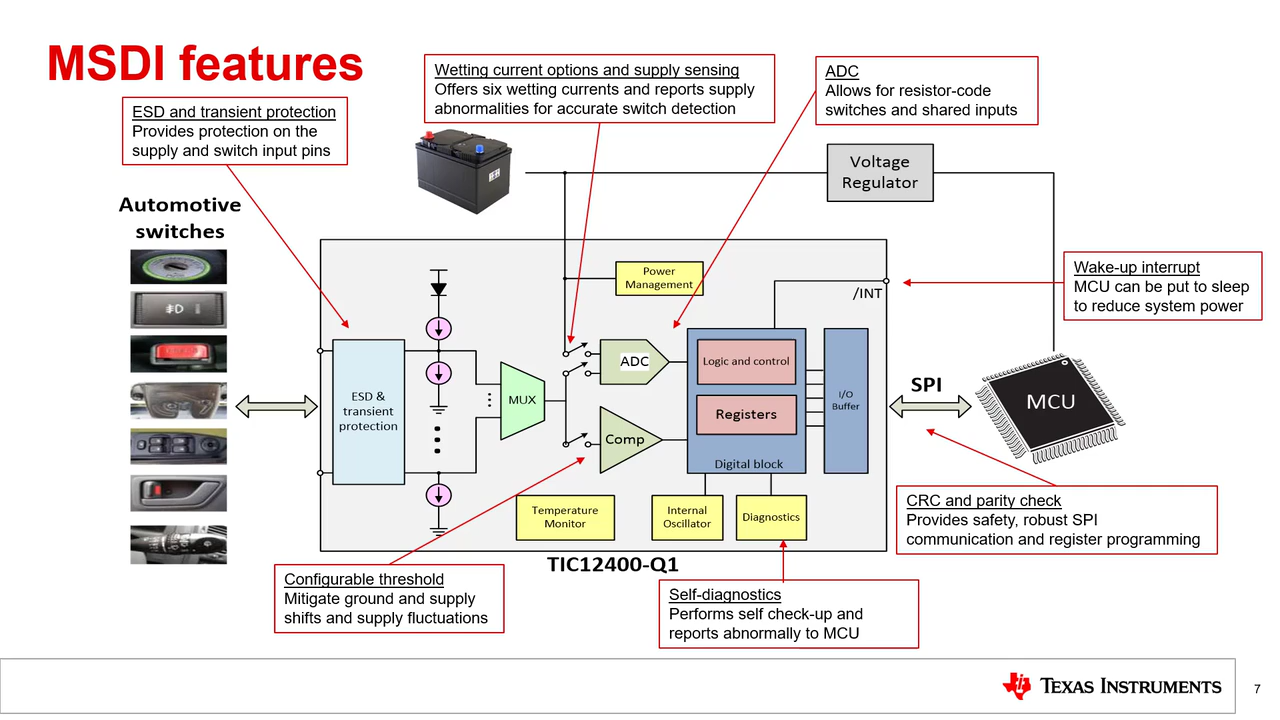 MSDI features
Wetting current options and supply sensing
Offers six wetting currents and reports supply
abnormalities for accurate switch detection
ADC
Allows for resistor-code
switches and shared inputs
ESD and transient protection
Provides protection on the
supply and switch input pins
Voltage
Regulator
Automotive
switches
Power
Management
/INT
Wake-up interrupt
MCU can be put to sleep
to reduce system power
ESD &
transient
protection
MUX
ADC
Comp
Logic and control
Registers
Digital block
I/O
Buffer
SPI
MCU
Temperature
Monitor
Internal
Oscillator
Diagnostics
TIC12400-Q1
CRC and parity check
Provides safety, robust SPI
communication and register programming
Configurable threshold
Mitigate ground and supply
shifts and supply fluctuations
Self-diagnostics
Performs self check-up and
reports abnormally to MCU
TEXAS INSTRUMENTS
7